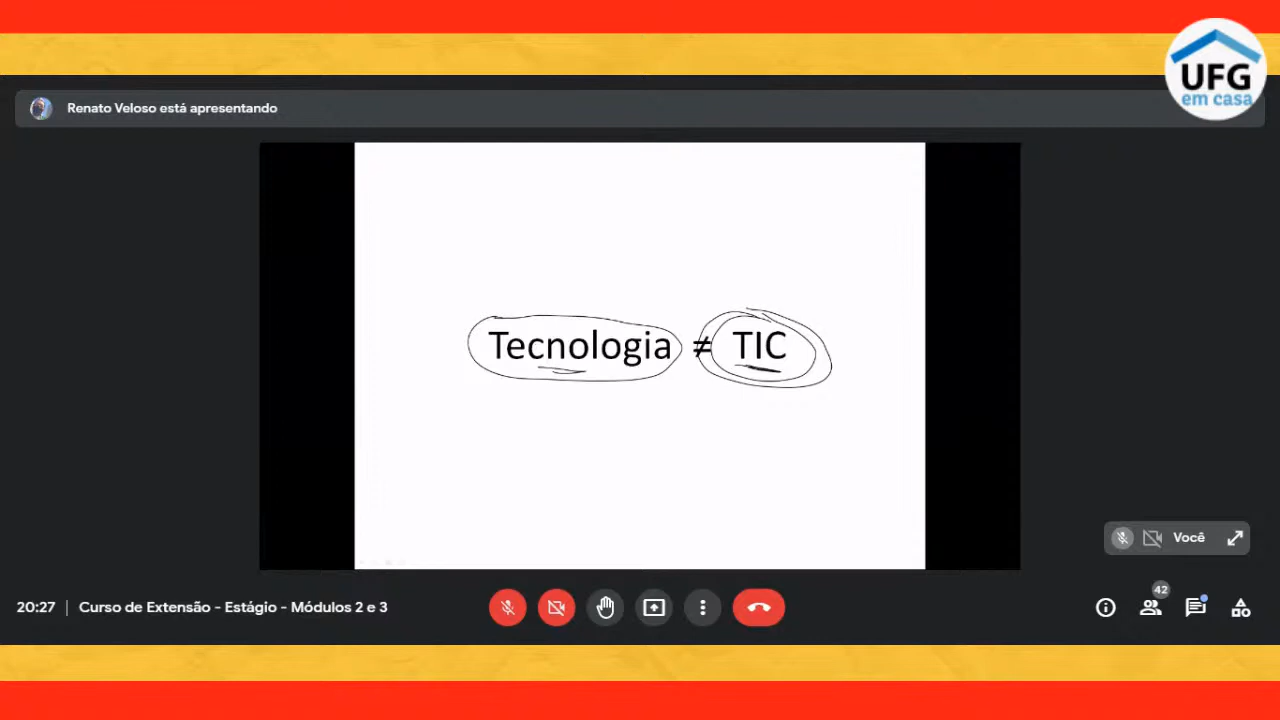 UFG
em casa
Renato Veloso está apresentando
Tecnologia ≠ TIC
Você
20:27 | Curso de Extensão - Estágio - Módulos 2 e 3
42